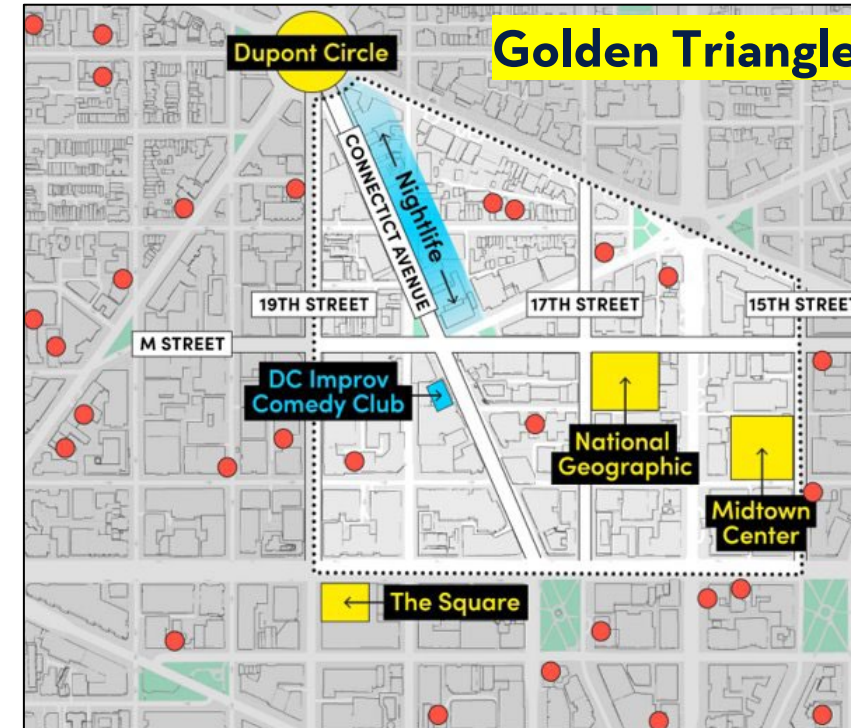 Golden Triangle
Dupont Circle
CONNECTICT AVENUE
Nightlife
19TH STREET
17TH STREET
15TH STREET
M STREET
DC Improv
Comedy Club
National
Geographic
Midtown
Center
The Square